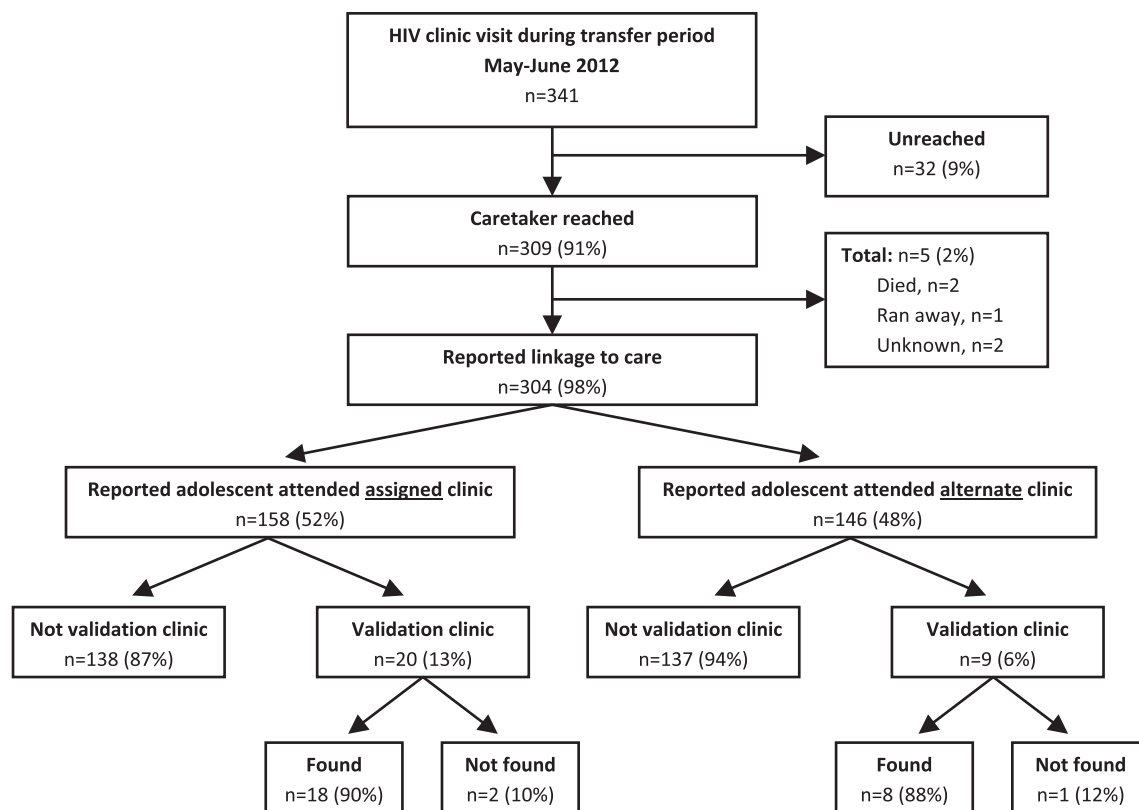 HIV clinic visit during transfer period
May-June 2012
n=341
Unreached
n=32 (9%)
Caretaker reached
n=309 (91%)
Total: n=5 (2%)
Died, n=2
Ran away, n=1
Unknown, n=2
Reported linkage to care
n=304 (98%)
Reported adolescent attended assigned clinic
n=158 (52%)
Reported adolescent attended alternate clinic
n=146 (48%)
Not validation clinic
n=138 (87%)
Validation clinic
n=20 (13%)
Not validation clinic
n=137 (94%)
Validation clinic
n=9 (6%)
Found
n=18 (90%)
Not found
n=2 (10%)
Found
n=8 (88%)
Not found
n=1 (12%)